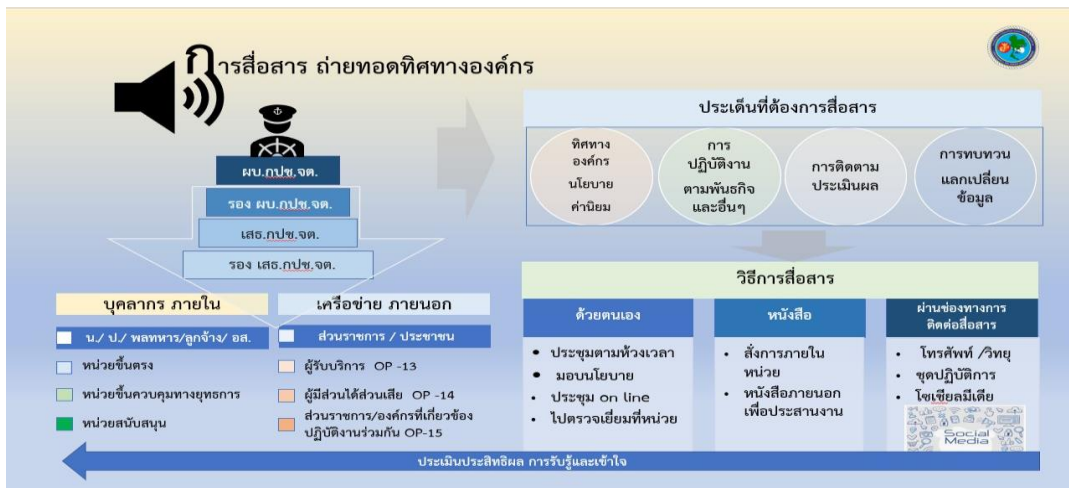 การสื่อสาร ถ่ายทอดทิศทางองค์กร
ผบ.กปช.จต.
รอง ผบ.กปช.จต.
เสธ.กปช.จต.
รอง เสธ.กปช.จต.
บุคลากร ภายใน
น./ ป./ พลทหาร/ลูกจ้าง/ อส.
หน่วยขึ้นตรง
หน่วยขึ้นควบคุมทางยุทธการ
หน่วยสนับสนุน
เครือข่าย ภายนอก
ส่วนราชการ / ประชาชน
ผู้รับบริการ OP -13
ผู้มีส่วนได้ส่วนเสีย OP -14
ส่วนราชการ/องค์กรที่เกี่ยวข้อง
ปฏิบัติงานร่วมกัน OP-15
ประเด็นที่ต้องการสื่อสาร
ทิศทาง
องค์กร
นโยบาย
ค่านิยม
การ
ปฏิบัติงาน
ตามพันธกิจ
และอื่นๆ
การติดตาม
ประเมินผล
การทบทวน
แลกเปลี่ยน
ข้อมูล
วิธีการสื่อสาร
ด้วยตนเอง
• ประชุมตามห้วงเวลา
• มอบนโยบาย
• ประชุม on line
• ไปตรวจเยี่ยมที่หน่วย
หนังสือ
• สั่งการภายใน
หน่วย
• หนังสือภายนอก
เพื่อประสานงาน
ผ่านช่องทางการ
ติดต่อสื่อสาร
• โทรศัพท์ /วิทยุ
• ชุดปฏิบัติการ
• โซเชียลมีเดีย
Social
Media
ประเมินประสิทธิผล การรับรู้และเข้าใจ